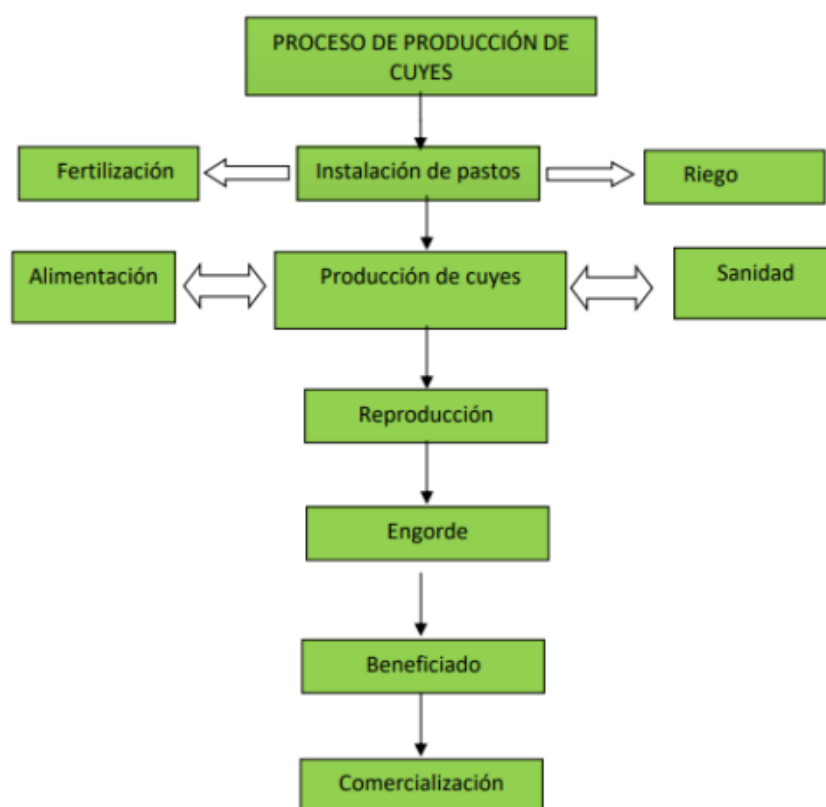 PROCESO DE PRODUCCIÓN DE
CUYES
Fertilización
Instalación de pastos
Riego
Alimentación
Producción de cuyes
Sanidad
Reproducción
Engorde
Beneficiado
Comercialización